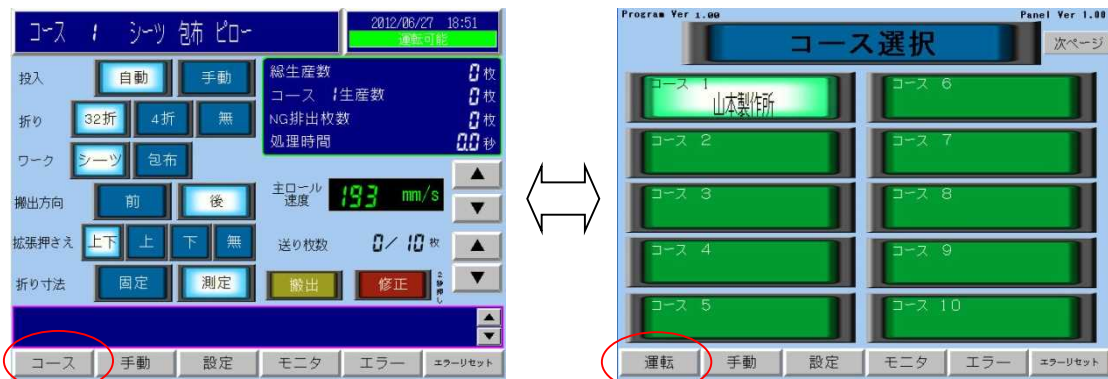 コース 1 シーツ 包布 ピロー
2012/06/27 18:51
運転可能
投入 自動 手動
総生産数 0枚
コース 1生産数 0枚
NG排出枚数 0枚
処理時間 0.0秒
折り 32折 4折 無
ワーク シーツ 包布
搬出方向 前 後
主ロール
速度 193 mm/s
拡張押さえ 上下 上 下 無
送り枚数 0/ 10 枚
折り寸法 固定 測定
搬出 修正 2秒押し
コース 手動 設定 モニタ エラー エラーリセット
Program Ver 1.00 Panel Ver 1.00
コース選択 次ページ
コース 1
山本製作所
コース 6
コース 2
コース 7
コース 3
コース 8
コース 4
コース 9
コース 5
コース 10
運転 手動 設定 モニタ エラー エラーリセット